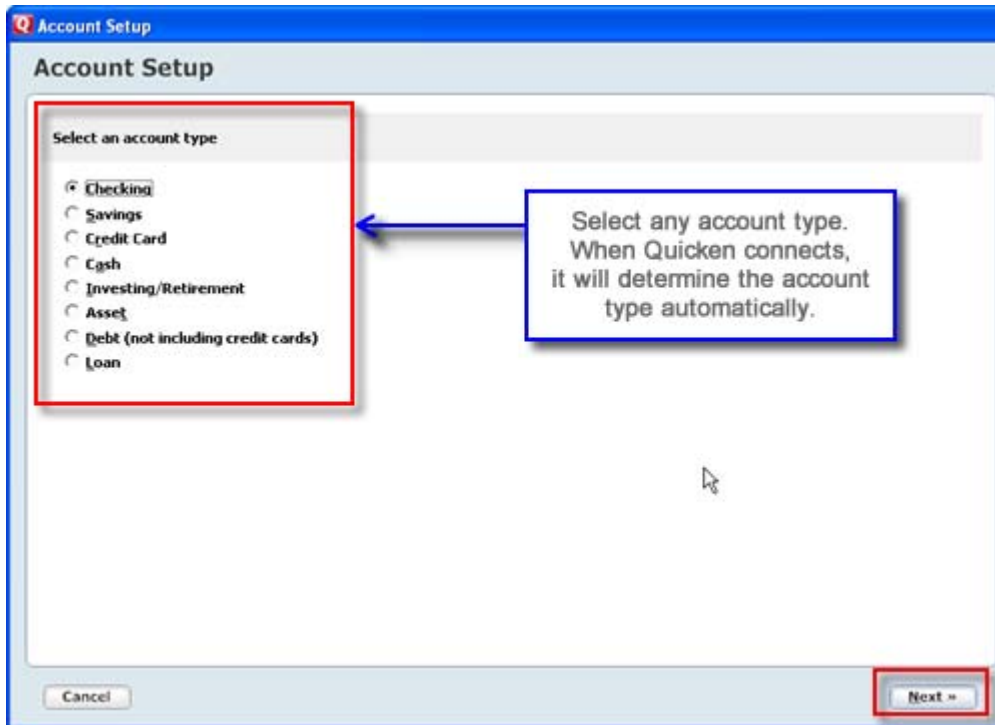 Account Setup
Account Setup
Select an account type
Checking
Savings
Credit Card
Cash
Investing/Retirement
Asset
Debt (not including credit cards)
Loan
Select any account type.
When Quicken connects,
it will determine the account
type automatically.
Cancel
Next »